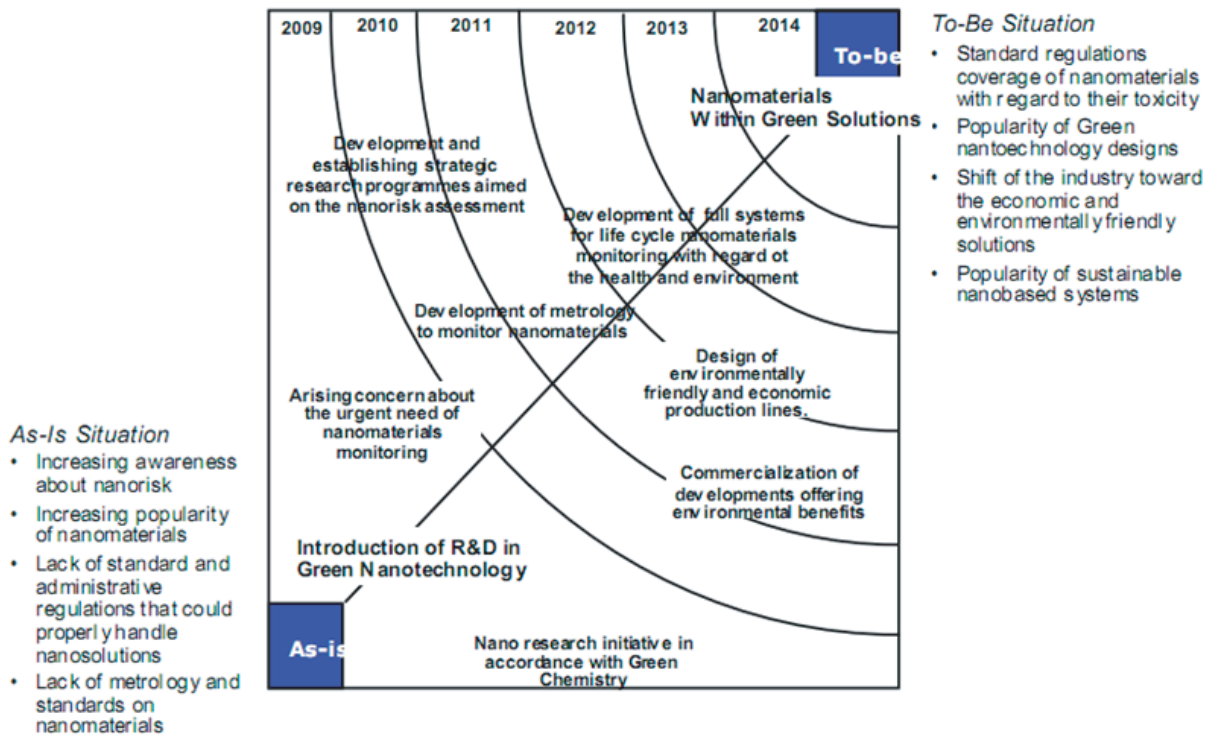 2009 2010 2011 2012 2013 2014
To-be
Nanomaterials
Within Green Solutions
Development and
establishing strategic
research programmes aimed
on the nanorisk assessment
Development of full systems
for life cycle nanomaterials
monitoring with regard ot
the health and environment
Development of metrology
to monitor nanomaterials
Design of
environmentally
friendly and economic
production lines.
Arising concern about
the urgent need of
nanomaterials
monitoring
Commercialization of
developments offering
environmental benefits
Introduction of R&D in
Green Nanotechnology
As-is
Nano research initiative in
accordance with Green
Chemistry
To-Be Situation
• Standard regulations
coverage of nanomaterials
with regard to their toxicity
• Popularity of Green
nantoechnology designs
• Shift of the industry toward
the economic and
environmentally friendly
solutions
• Popularity of sustainable
nanobased systems
As-Is Situation
• Increasing awareness
about nanorisk
• Increasing popularity
of nanomaterials
• Lack of standard and
administrative
regulations that could
properly handle
nanosolutions
• Lack of metrology and
standards on
nanomaterials